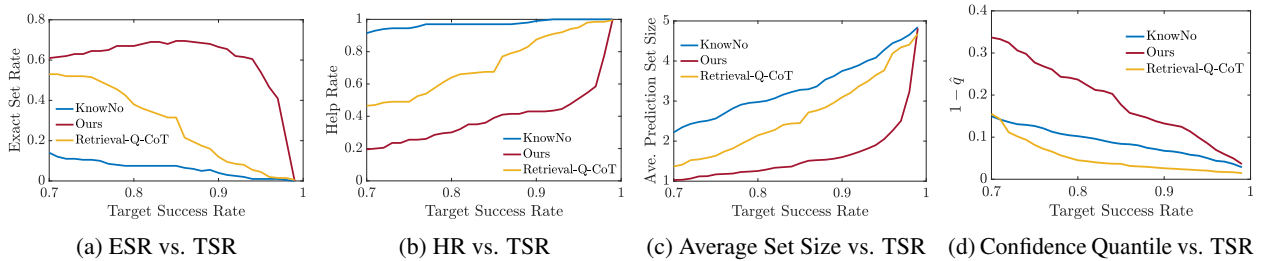 0.8
0.6
0.4
0.2
0
Exact Set Rate
KnowNo
Ours
Retrieval-Q-CoT
0.7
0.8
0.9
1
Target Success Rate
(a) ESR vs. TSR
1
0.8
0.6
0.4
0.2
0
Help Rate
KnowNo
Ours
Retrieval-Q-CoT
0.7
0.8
0.9
1
Target Success Rate
(b) HR vs. TSR
5
4
3
2
1
Ave. Prediction Set Size
KnowNo
Ours
Retrieval-Q-CoT
0.7
0.8
0.9
1
Target Success Rate
(c) Average Set Size vs. TSR
0.4
0.3
0.2
0.1
0
1 − q̂
KnowNo
Ours
Retrieval-Q-CoT
0.7
0.8
0.9
1
Target Success Rate
(d) Confidence Quantile vs. TSR